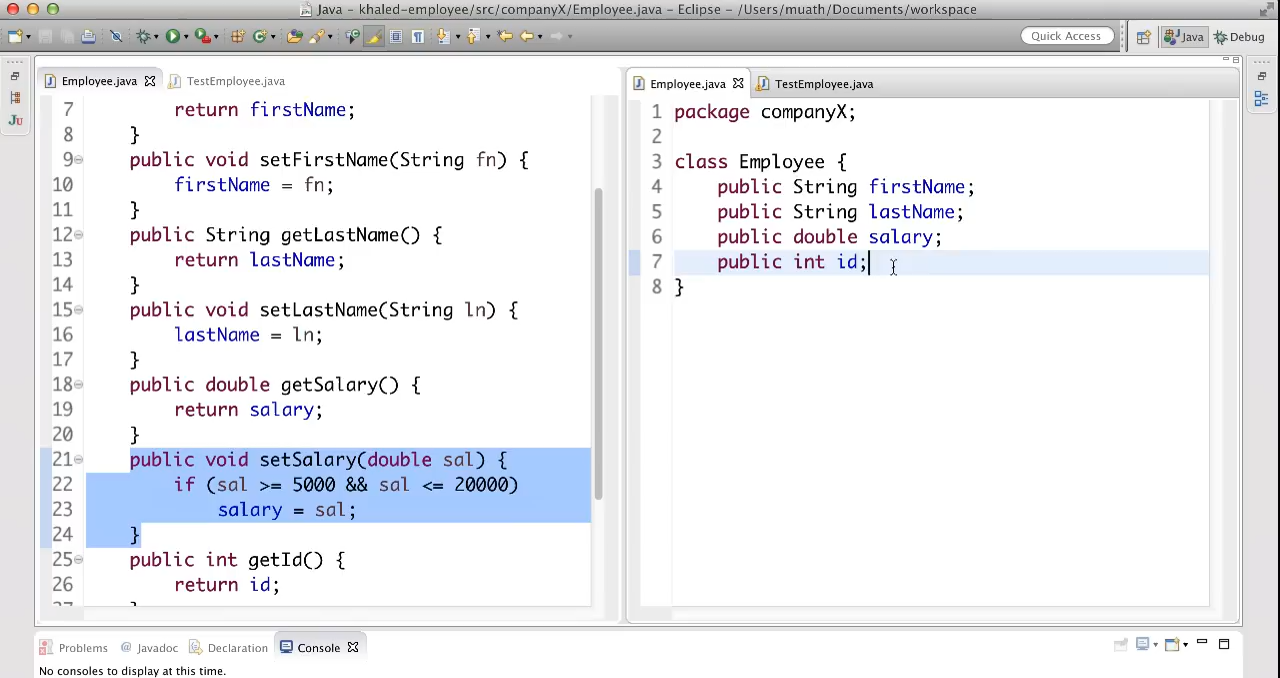 Java - khaled-employee/src/companyX/Employee.java - Eclipse - /Users/muath/Documents/workspace
Quick Access
Java
Debug
Employee.java
TestEmployee.java
7 return firstName;
8 }
9 public void setFirstName(String fn) {
10 firstName = fn;
11 }
12 public String getLastName() {
13 return lastName;
14 }
15 public void setLastName(String ln) {
16 lastName = ln;
17 }
18 public double getSalary() {
19 return salary;
20 }
21 public void setSalary(double sal) {
22 if (sal >= 5000 && sal <= 20000)
23 salary = sal;
24 }
25 public int getId() {
26 return id;
27 }
Employee.java
TestEmployee.java
1 package companyX;
2
3 class Employee {
4 public String firstName;
5 public String lastName;
6 public double salary;
7 public int id;
8 }
Ju
Problems
@ Javadoc
Declaration
Console
No consoles to display at this time.